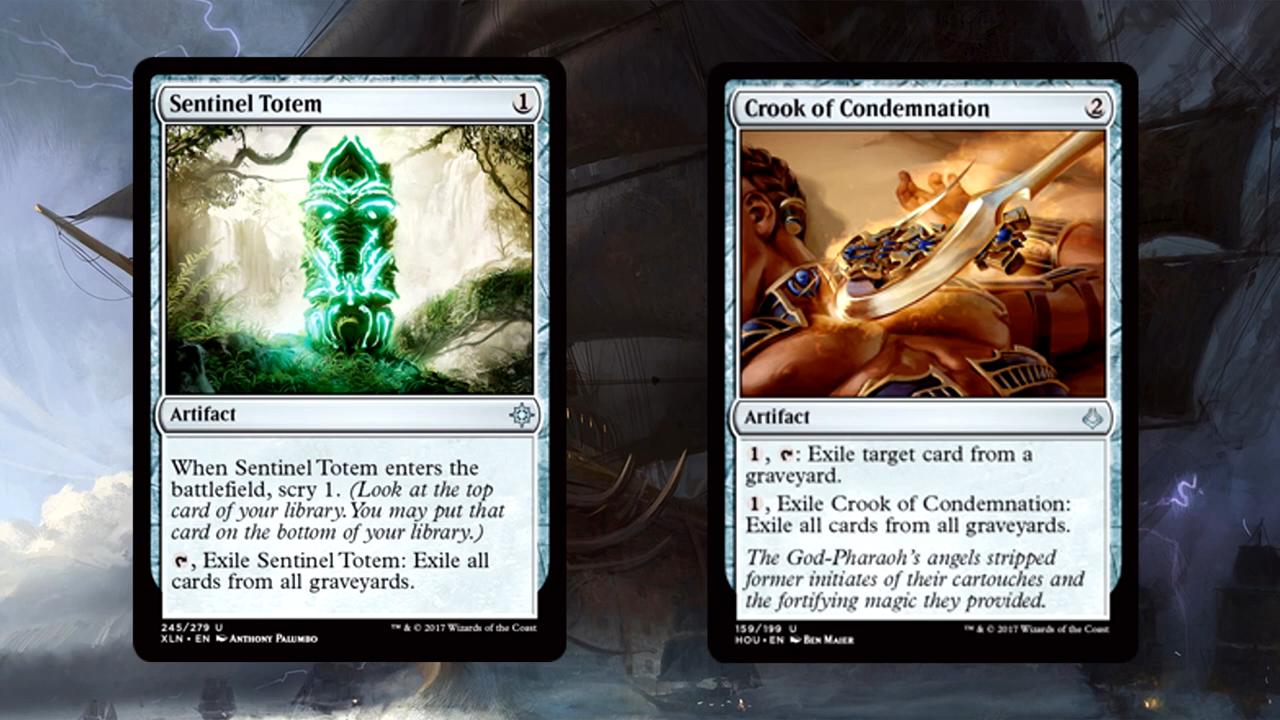 Sentinel Totem 1
Artifact
When Sentinel Totem enters the
battlefield, scry 1. (Look at the top
card of your library. You may put that
card on the bottom of your library.)
, Exile Sentinel Totem: Exile all
cards from all graveyards.
245/279 U
XLN • EN ANTHONY PALUMBO
™ & © 2017 Wizards of the Coast
Crook of Condemnation 2
Artifact
1, : Exile target card from a
graveyard.
1, Exile Crook of Condemnation:
Exile all cards from all graveyards.
The God-Pharaoh's angels stripped
former initiates of their cartouches and
the fortifying magic they provided.
159/199 U
HOU • EN BEN MAIER
™ & © 2017 Wizards of the Coast